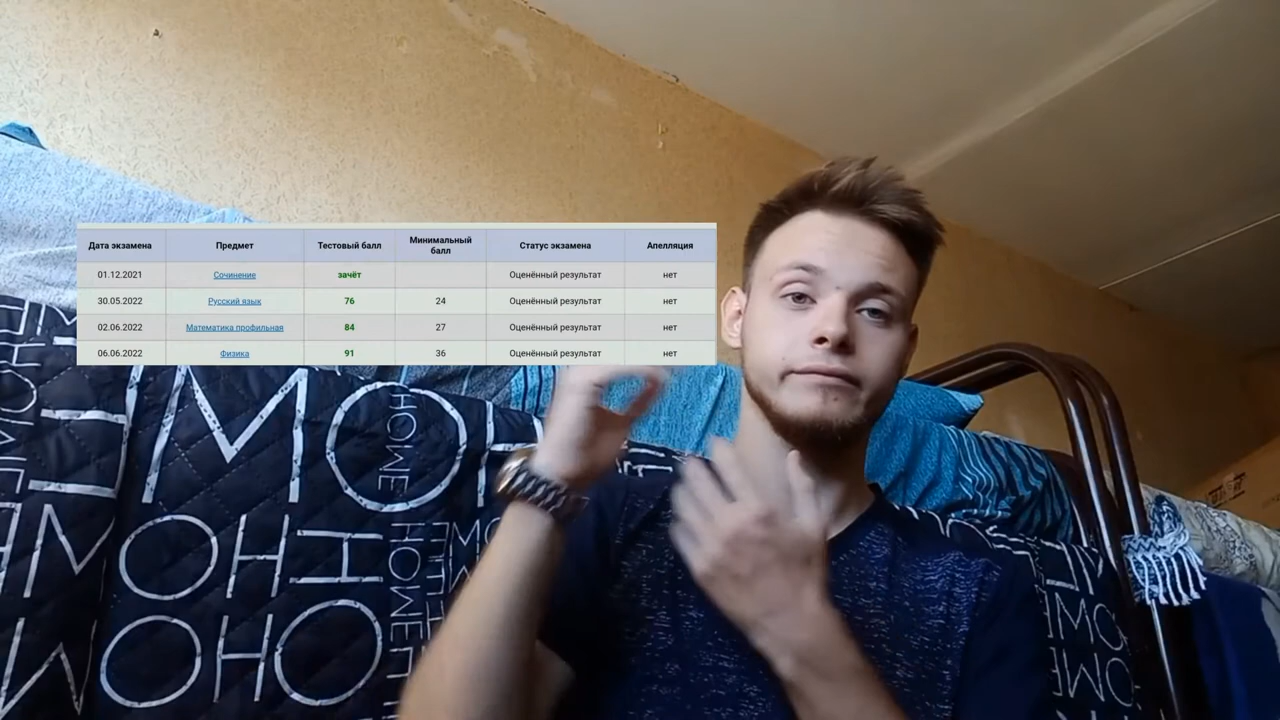 Дата экзамена Предмет Тестовый балл Минимальный балл Статус экзамена Апелляция
01.12.2021 Сочинение зачёт Оценённый результат нет
30.05.2022 Русский язык 76 24 Оценённый результат нет
02.06.2022 Математика профильная 84 27 Оценённый результат нет
06.06.2022 Физика 91 36 Оценённый результат нет
HOME
HOME